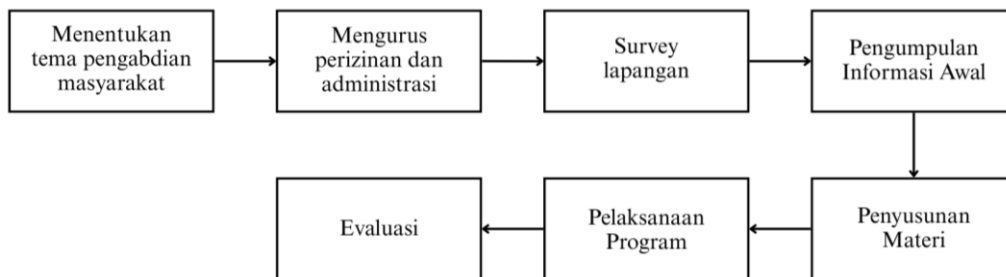 Menentukan
tema pengabdian
masyarakat
Mengurus
perizinan dan
administrasi
Survey
lapangan
Pengumpulan
Informasi Awal
Penyusunan
Materi
Pelaksanaan
Program
Evaluasi